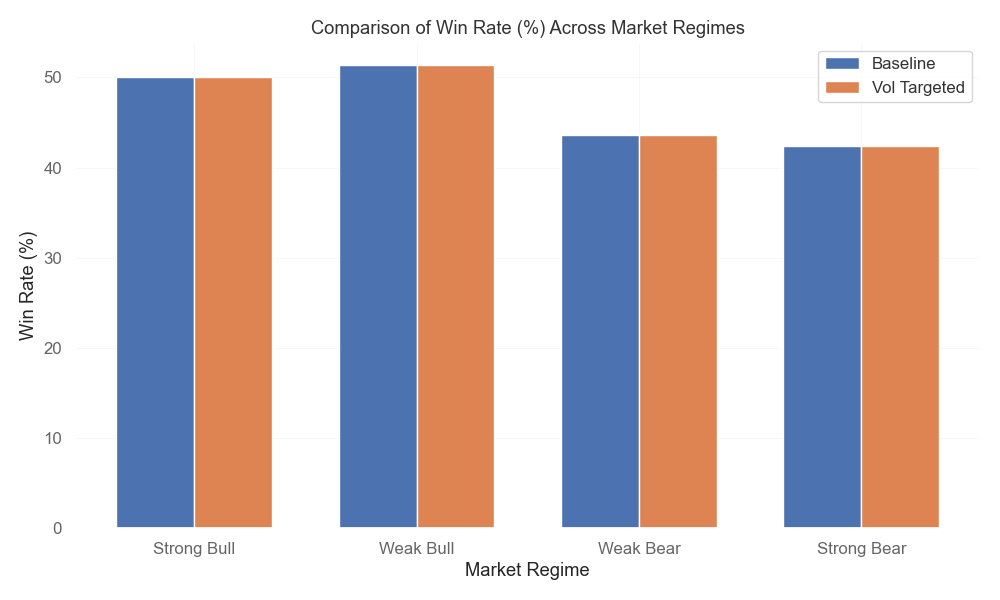 Comparison of Win Rate (%) Across Market Regimes
Baseline
Vol Targeted
Win Rate (%)
50
40
30
20
10
0
Strong Bull
Weak Bull
Weak Bear
Strong Bear
Market Regime